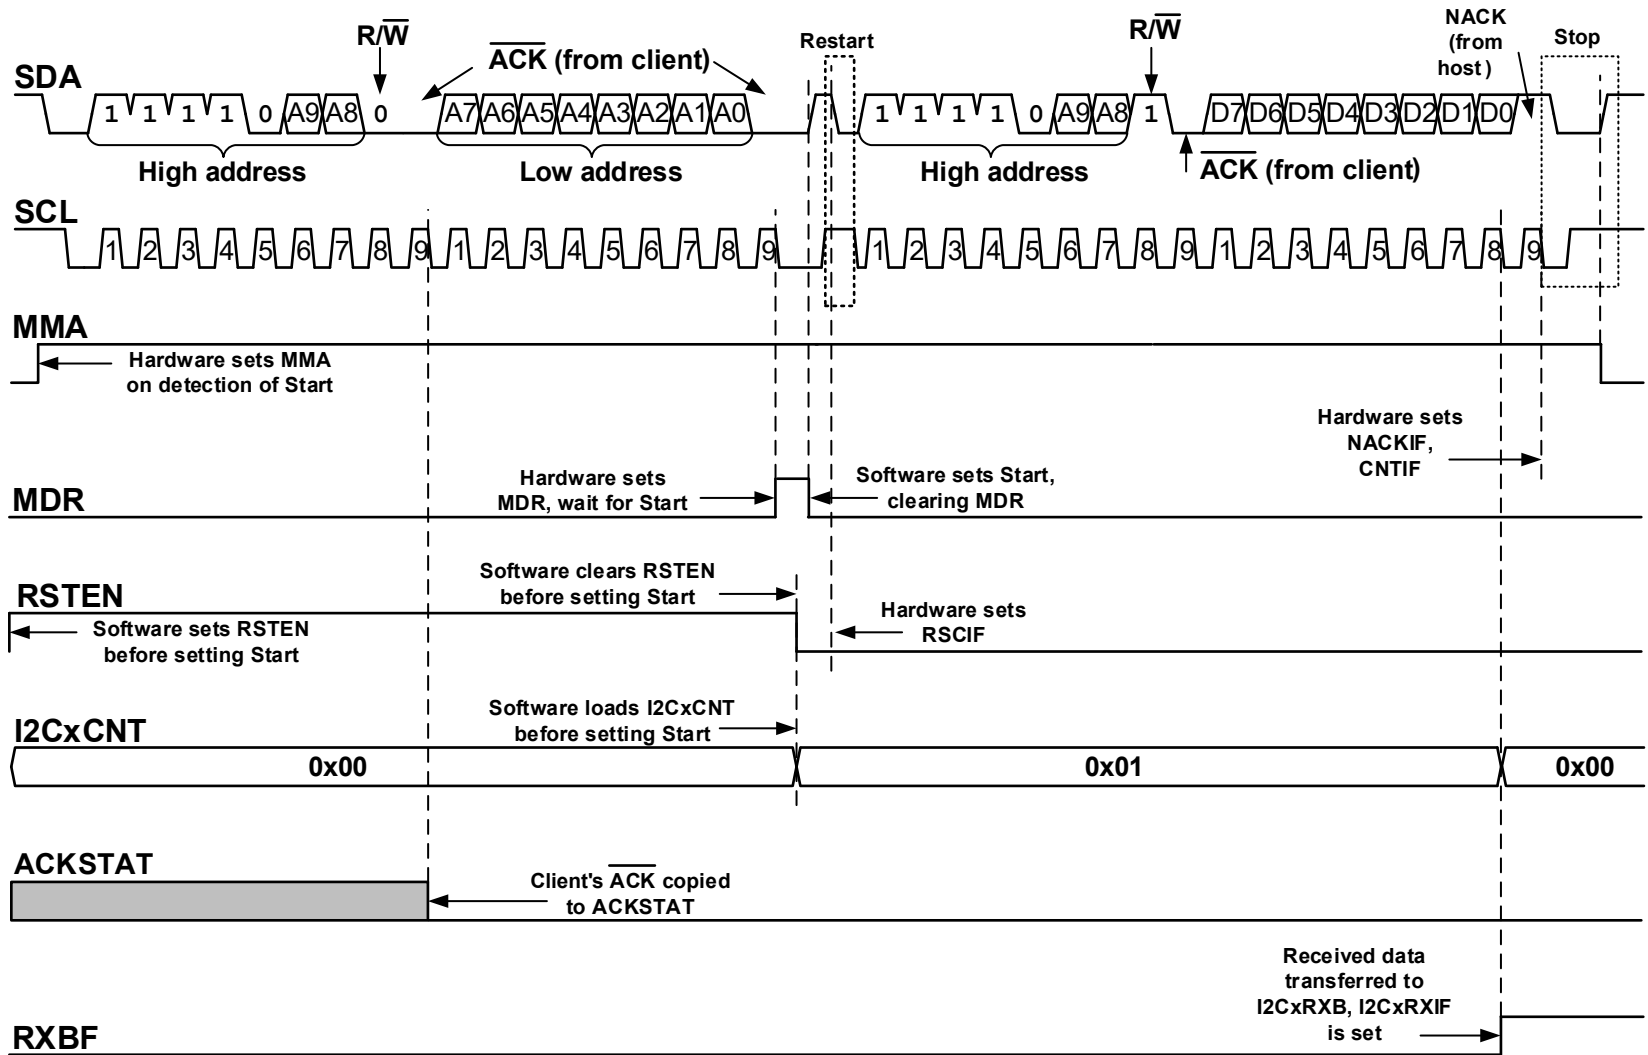 R/W
ACK (from client)
Restart
R/W
NACK
(from
host )
Stop
SDA
1 1 1 1 0 A9 A8 0 A7 A6 A5 A4 A3 A2 A1 A0 1 1 1 1 0 A9 A8 1 D7 D6 D5 D4 D3 D2 D1 D0
High address
Low address
High address
ACK (from client)
SCL
1 2 3 4 5 6 7 8 9 1 2 3 4 5 6 7 8 9 1 2 3 4 5 6 7 8 9 1 2 3 4 5 6 7 8 9
MMA
Hardware sets MMA
on detection of Start
Hardware sets
NACKIF,
CNTIF
MDR
Hardware sets
MDR, wait for Start
Software sets Start,
clearing MDR
RSTEN
Software sets RSTEN
before setting Start
Software clears RSTEN
before setting Start
Hardware sets
RSCIF
I2CxCNT
Software loads I2CxCNT
before setting Start
0x00
0x01
0x00
ACKSTAT
Client's ACK copied
to ACKSTAT
RXBF
Received data
transferred to
I2CxRXB, I2CxRXIF
is set